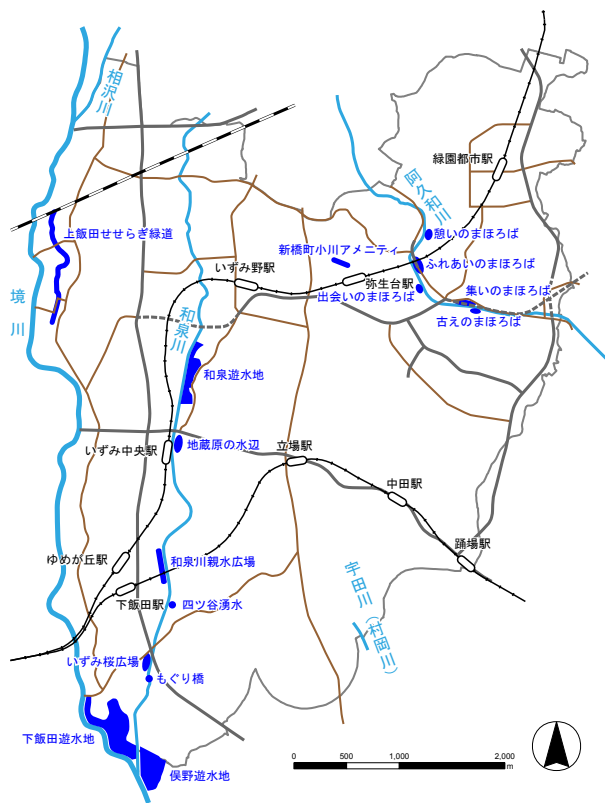 相沢川
緑園都市駅
阿久和川
上飯田せせらぎ緑道
憩いのまほろば
新橋町小川アメニティ
ふれあいのまほろば
いずみ野駅
弥生台駅
集いのまほろば
出会いのまほろば
境川
和泉川
古えのまほろば
和泉遊水地
地蔵原の水辺
いずみ中央駅
立場駅
中田駅
踊場駅
ゆめが丘駅
和泉川親水広場
宇田川(村岡川)
下飯田駅
四ツ谷湧水
いずみ桜広場
もぐり橋
下飯田遊水地
俣野遊水地
0 500 1,000 2,000
m